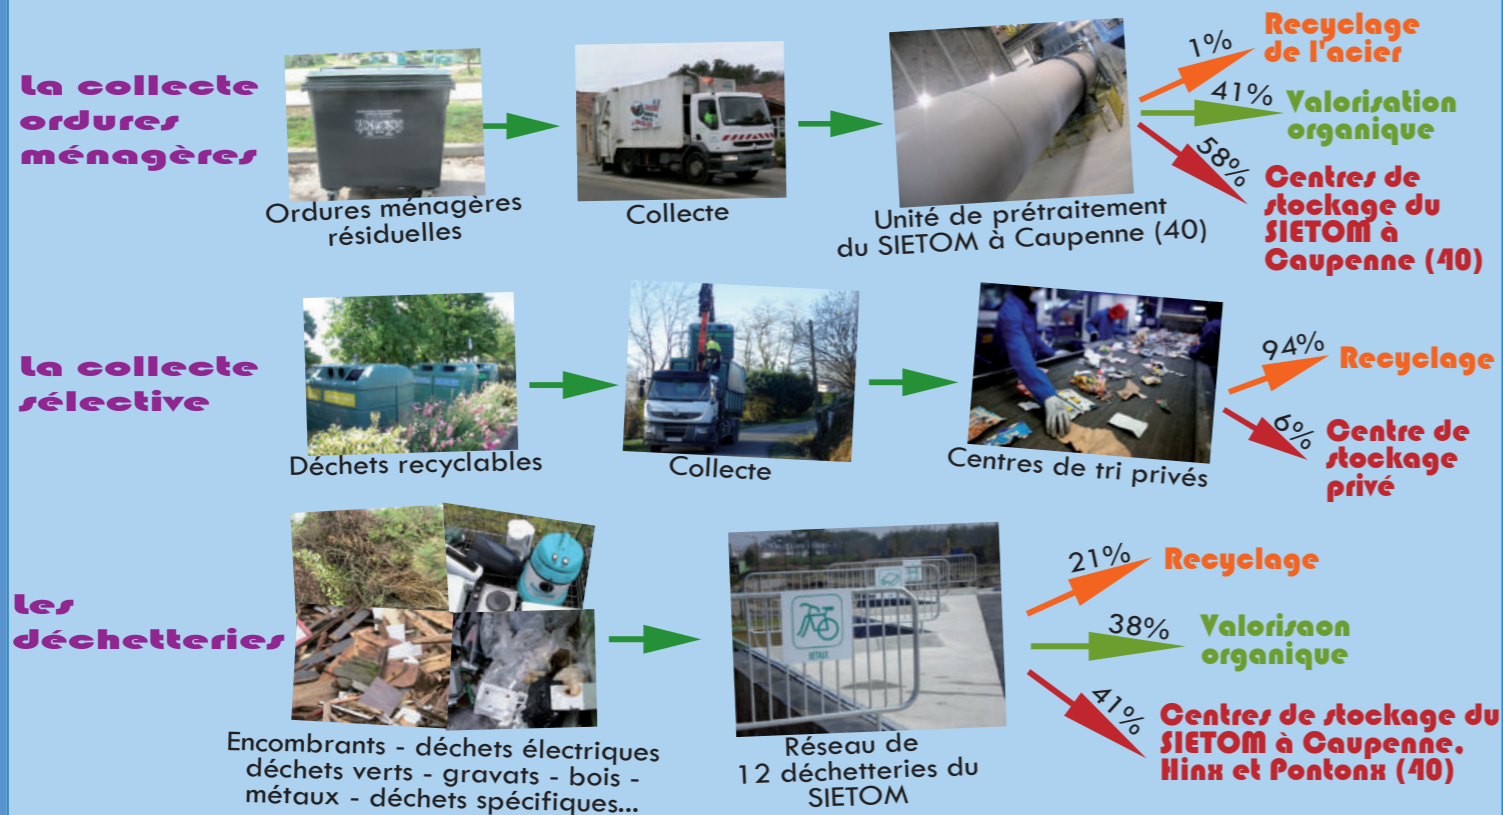 La collecte
ordures
ménagères
Ordures ménagères
résiduelles
Collecte
Unité de prétraitement
du SIETOM à Caupenne (40)
1%
Recyclage
de l'acier
41%
Valorisation
organique
58%
Centres de
stockage du
SIETOM à
Caupenne (40)
La collecte
sélective
Déchets recyclables
Collecte
Centres de tri privés
94%
Recyclage
6%
Centre de
stockage
privé
Les
déchetteries
Encombrants - déchets électriques
déchets verts - gravats - bois -
métaux - déchets spécifiques...
METAUX
Réseau de
12 déchetteries du
SIETOM
21%
Recyclage
38%
Valorisaon
organique
41%
Centres de stockage du
SIETOM à Caupenne,
Hinx et Pontonx (40)